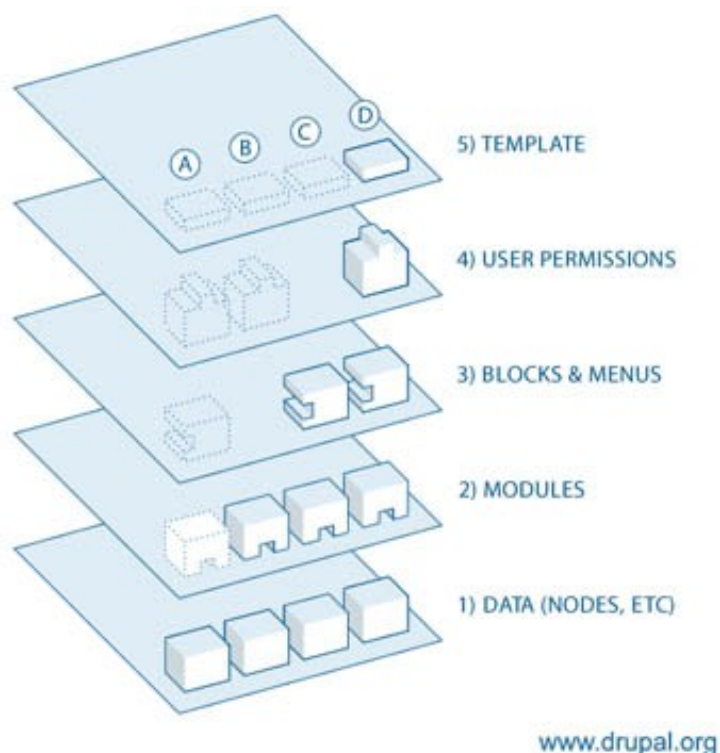 A
B
C
D
5) TEMPLATE
4) USER PERMISSIONS
3) BLOCKS & MENUS
2) MODULES
1) DATA (NODES, ETC)
www.drupal.org